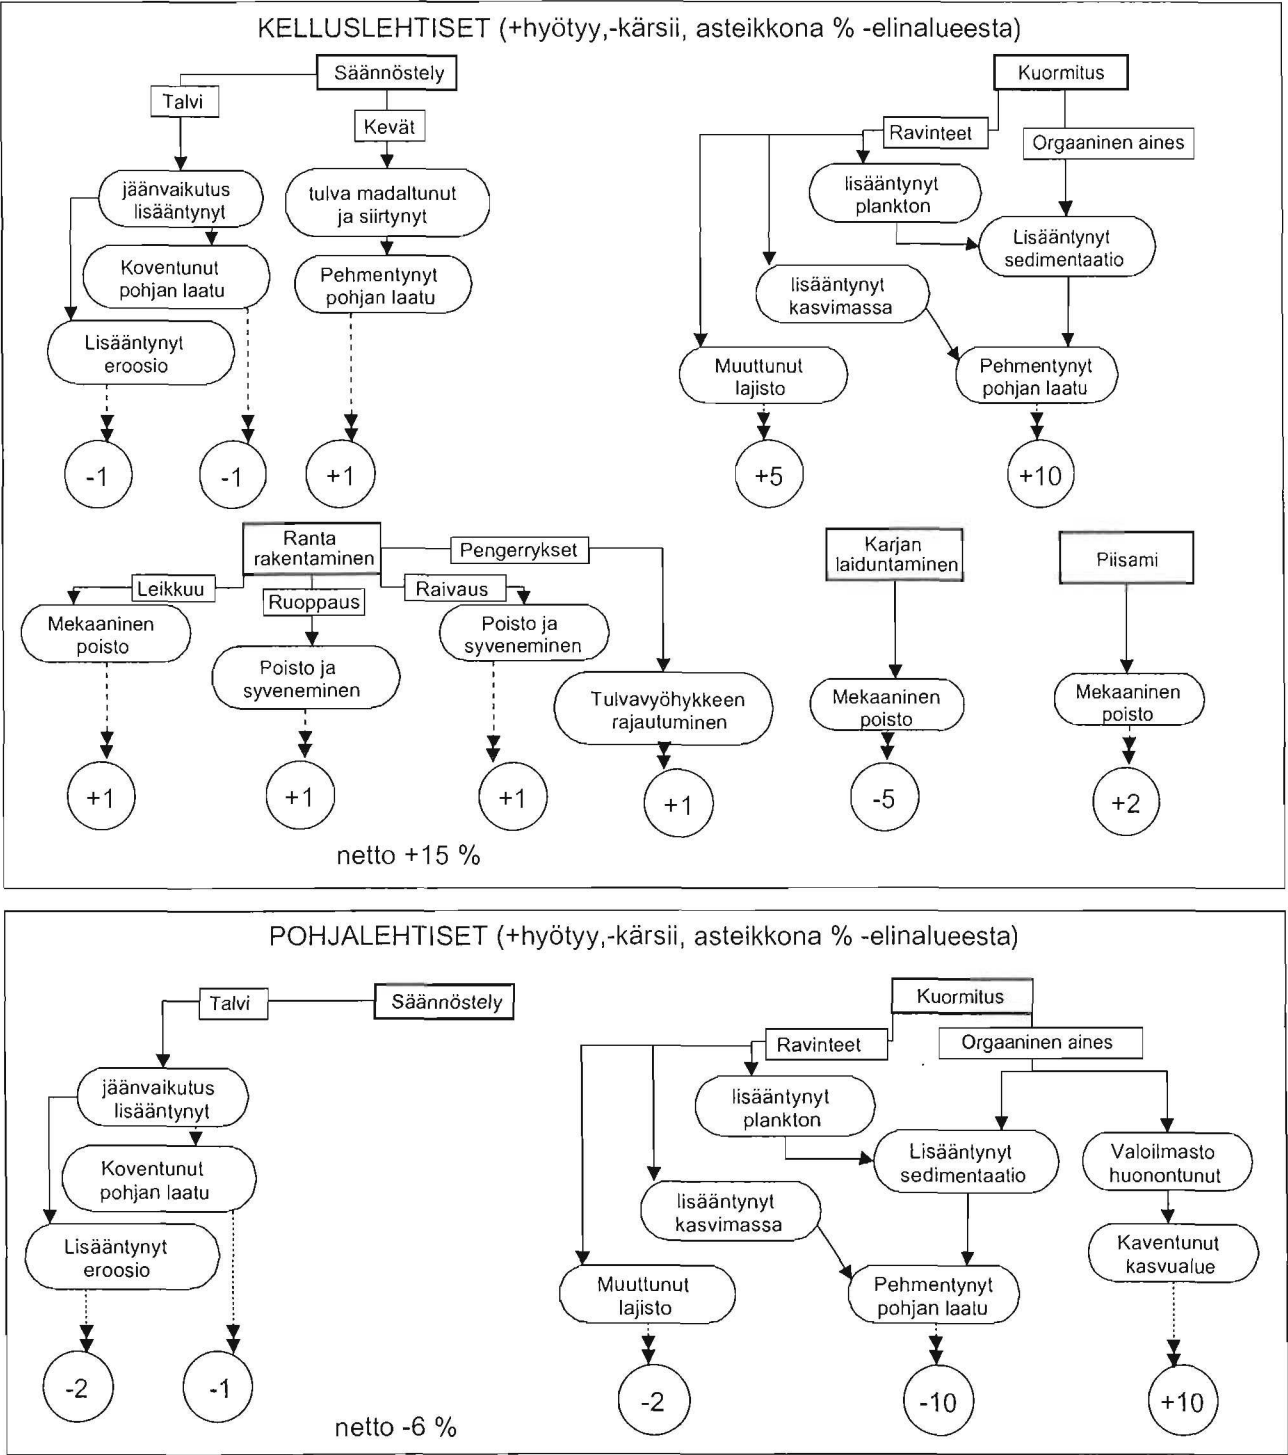 KELLUSLEHTISET (+hyötyy,-kärsii, asteikkona % -elinalueesta)
Säännöstely
Talvi
Kevät
jäänvaikutus
lisääntynyt
tulva madaltunut
ja siirtynyt
Koventunut
pohjan laatu
Pehmentynyt
pohjan laatu
Lisääntynyt
eroosio
-1
-1
+1
Kuormitus
Ravinteet
Orgaaninen aines
lisääntynyt
plankton
Lisääntynyt
sedimentaatio
lisääntynyt
kasvimassa
Muuttunut
lajisto
Pehmentynyt
pohjan laatu
+5
+10
Ranta
rakentaminen
Pengerrykset
Leikkuu
Ruoppaus
Raivaus
Mekaaninen
poisto
Poisto ja
syveneminen
Poisto ja
syveneminen
Tulvavyöhykkeen
rajautuminen
+1
+1
+1
+1
Karjan
laiduntaminen
Mekaaninen
poisto
-5
Piisami
Mekaaninen
poisto
+2
netto +15 %
POHJALEHTISET (+hyötyy,-kärsii, asteikkona % -elinalueesta)
Talvi
Säännöstely
jäänvaikutus
lisääntynyt
Koventunut
pohjan laatu
Lisääntynyt
eroosio
-2
-1
Kuormitus
Ravinteet
Orgaaninen aines
lisääntynyt
plankton
Lisääntynyt
sedimentaatio
Valoilmasto
huonontunut
lisääntynyt
kasvimassa
Kaventunut
kasvualue
Muuttunut
lajisto
Pehmentynyt
pohjan laatu
-2
-10
+10
netto -6 %